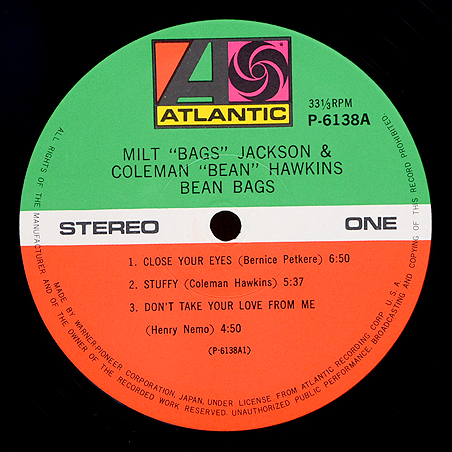 ATLANTIC
33⅓RPM
P-6138A
MILT "BAGS" JACKSON &
COLEMAN "BEAN" HAWKINS
BEAN BAGS
STEREO
ONE
1. CLOSE YOUR EYES (Bernice Petkere) 6:50
2. STUFFY (Coleman Hawkins) 5:37
3. DON'T TAKE YOUR LOVE FROM ME
(Henry Nemo) 4:50
(P-6138A1)
ALL RIGHTS OF THE MANUFACTURER AND OF THE OWNER OF THE RECORDED WORK RESERVED. UNAUTHORIZED PUBLIC PERFORMANCE, BROADCASTING AND COPYING OF THIS RECORD PROHIBITED.
MADE BY WARNER-PIONEER CORPORATION, JAPAN, UNDER LICENSE FROM ATLANTIC RECORDING CORP. U.S.A.